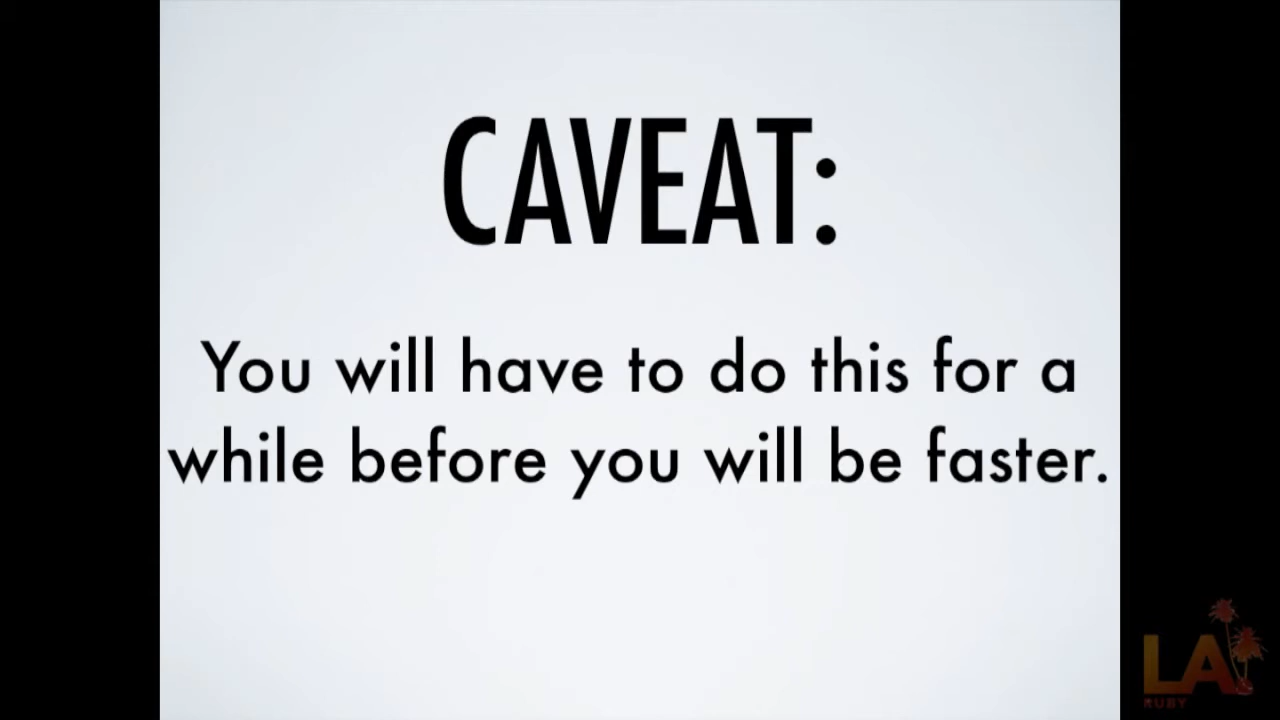 CAVEAT:
You will have to do this for a
while before you will be faster.
LA
RUBY